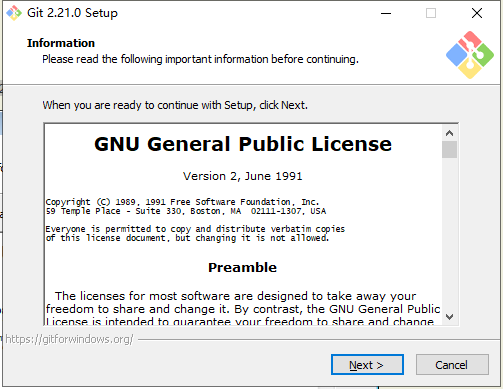 Git 2.21.0 Setup
Information
Please read the following important information before continuing.
When you are ready to continue with Setup, click Next.
GNU General Public License
Version 2, June 1991
Copyright (C) 1989, 1991 Free Software Foundation, Inc.
59 Temple Place - Suite 330, Boston, MA  02111-1307, USA
Everyone is permitted to copy and distribute verbatim copies
of this license document, but changing it is not allowed.
Preamble
The licenses for most software are designed to take away your
freedom to share and change it. By contrast, the GNU General Public
License is intended to guarantee your freedom to share and change
https://gitforwindows.org/
Next >
Cancel